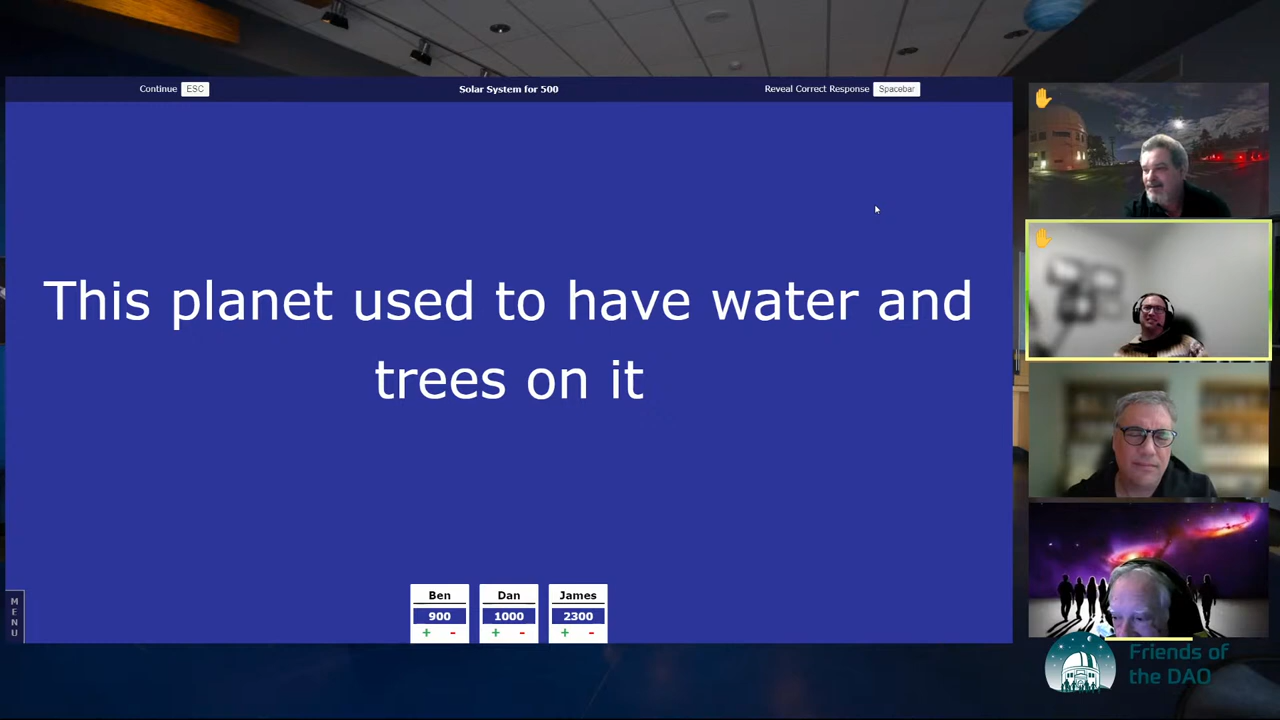 Continue ESC
Solar System for 500
Reveal Correct Response Spacebar
This planet used to have water and
trees on it
MENU
Ben
900
+ -
Dan
1000
+ -
James
2300
+ -
Friends of
the DAO